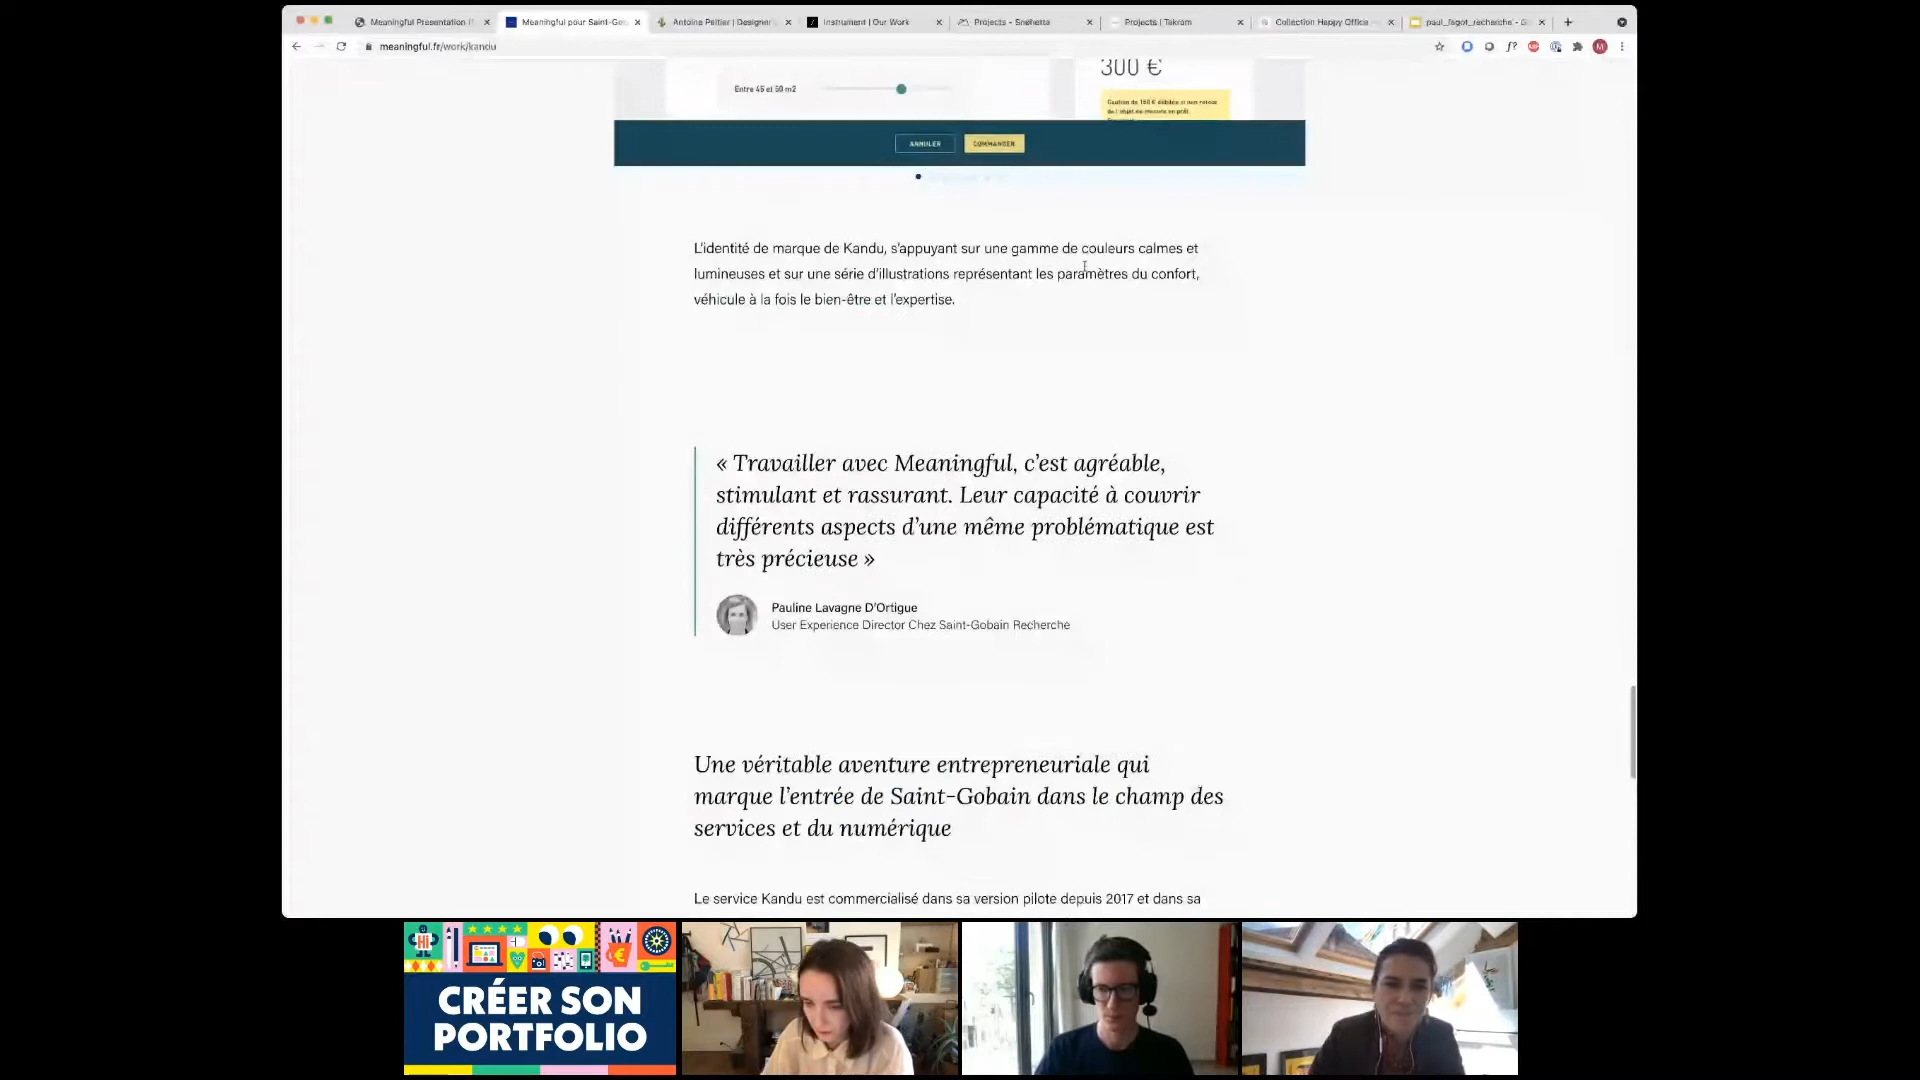 Meaningful Presentation (
Meaningful pour Saint-Go
Antoine Peltier | Designer
Instrument | Our Work
Projects - Snøhetta
Projects | Takram
Collection Happy Office
paul_fagot_recherche - G
meaningful.fr/work/kandu
f?
M
300 €
Entre 45 et 50 m2
Caution de 150 € débitée si non retour
de l'objet de mesure en prêt.
ANNULER
COMMANDER
L'identité de marque de Kandu, s'appuyant sur une gamme de couleurs calmes et
lumineuses et sur une série d'illustrations représentant les paramètres du confort,
véhicule à la fois le bien-être et l'expertise.
« Travailler avec Meaningful, c'est agréable,
stimulant et rassurant. Leur capacité à couvrir
différents aspects d'une même problématique est
très précieuse »
Pauline Lavagne D'Ortigue
User Experience Director Chez Saint-Gobain Recherche
Une véritable aventure entrepreneuriale qui
marque l'entrée de Saint-Gobain dans le champ des
services et du numérique
Le service Kandu est commercialisé dans sa version pilote depuis 2017 et dans sa
Hi
CRÉER SON
PORTFOLIO